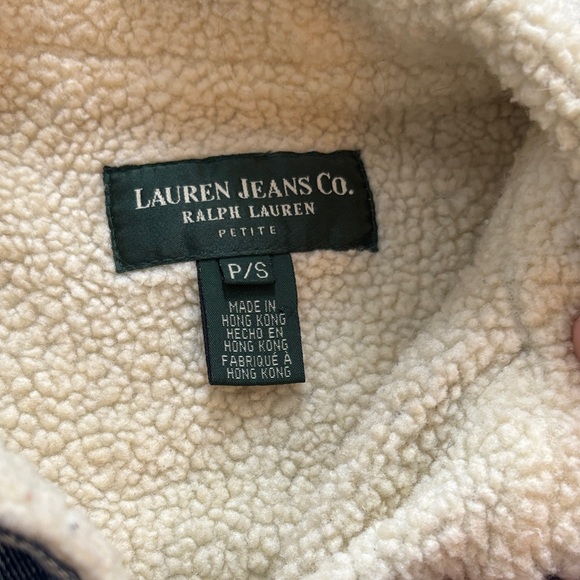 LAUREN JEANS CO.
RALPH LAUREN
PETITE
P/S
MADE IN
HONG KONG
HECHO EN
HONG KONG
FABRIQUÉ À
HONG KONG